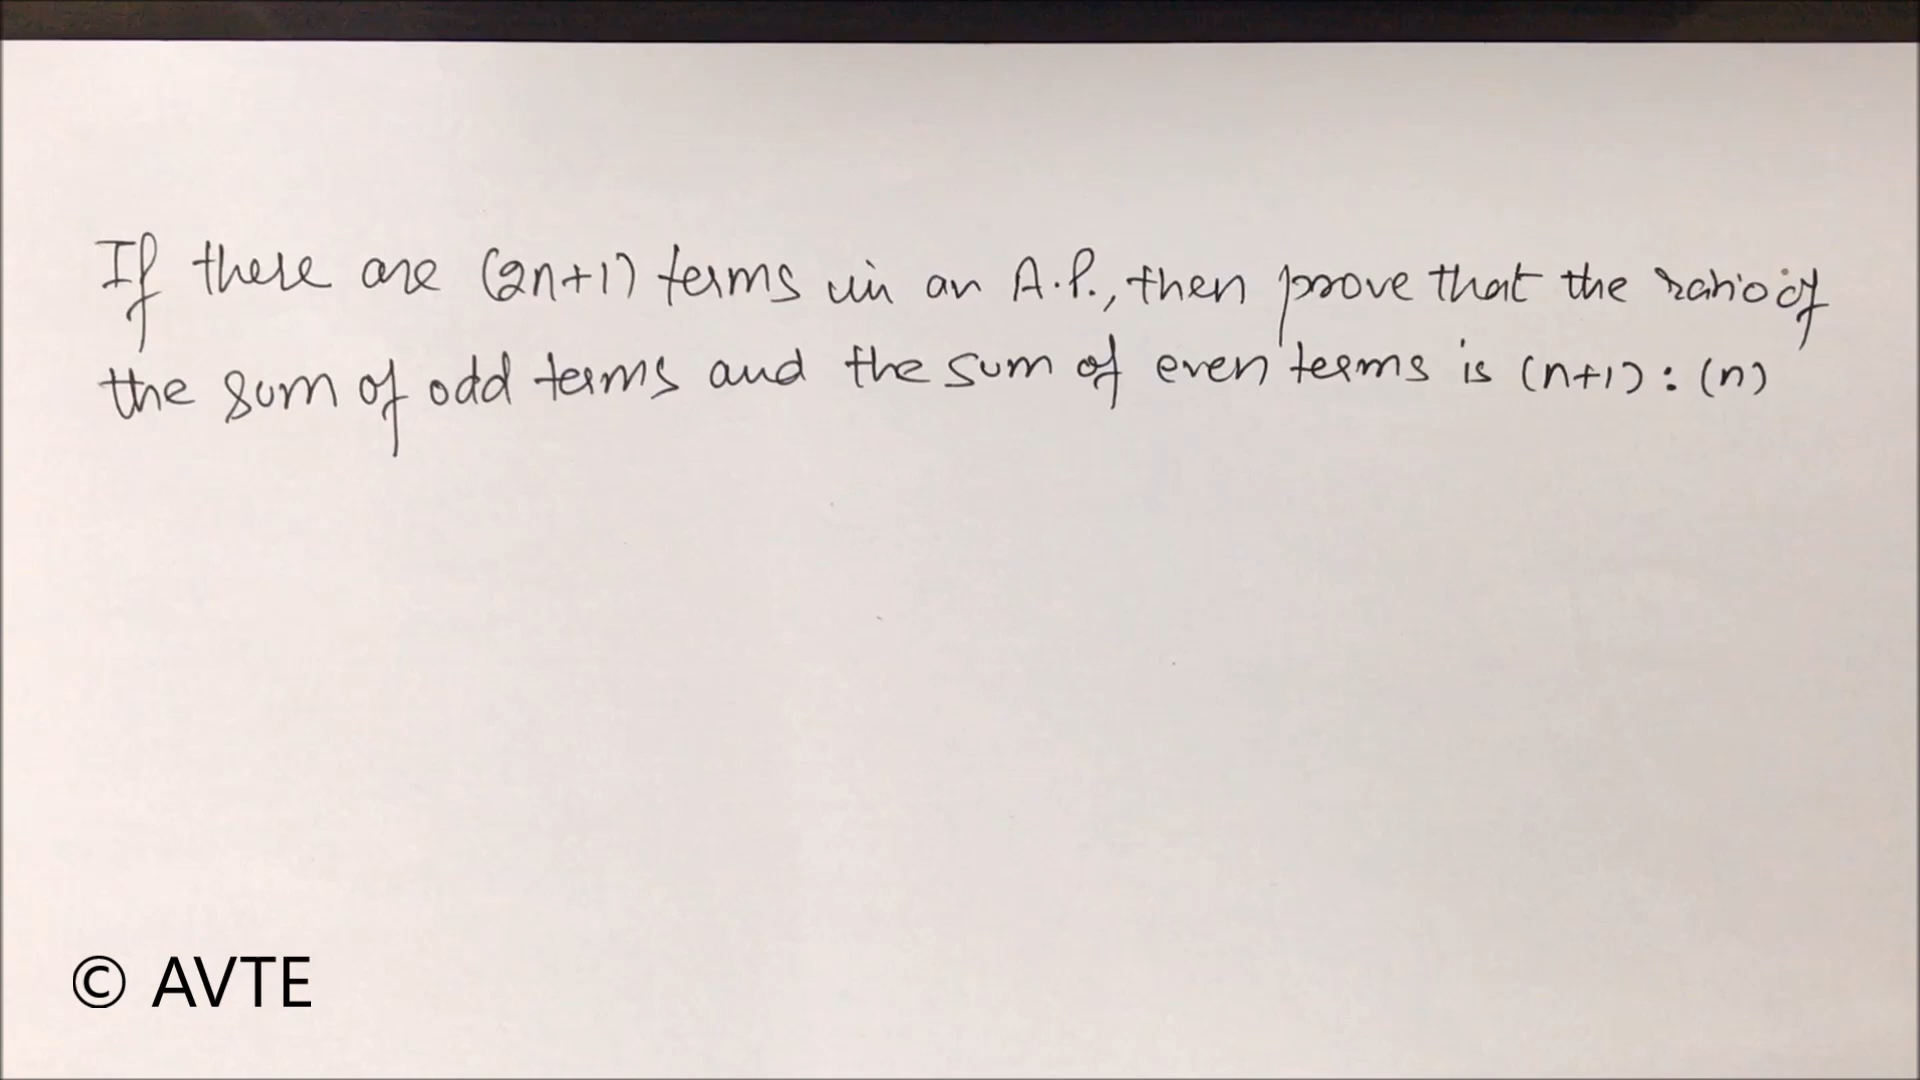 If there are (2n+1) terms in an A.P., then prove that the ratio of
the sum of odd terms and the sum of even terms is (n+1) : (n)
© AVTE